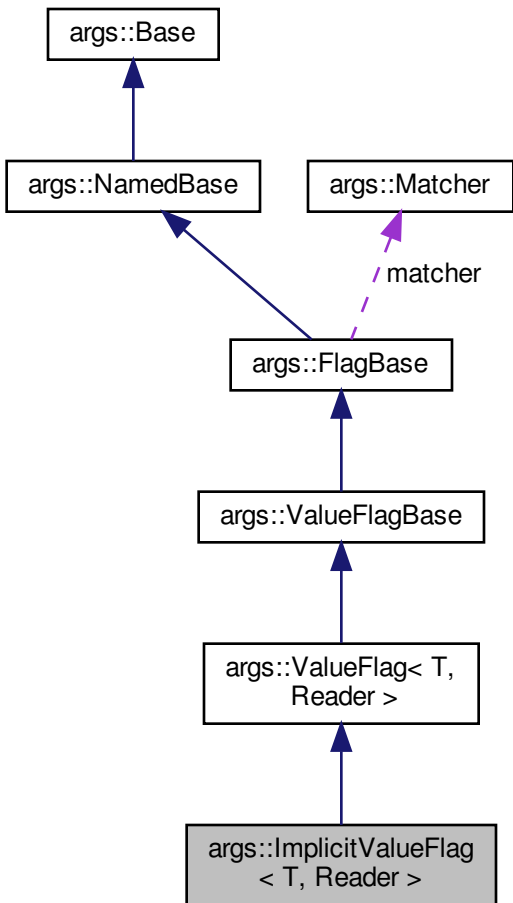 args::Base
args::NamedBase
args::Matcher
matcher
args::FlagBase
args::ValueFlagBase
args::ValueFlag< T,
Reader >
args::ImplicitValueFlag
< T, Reader >